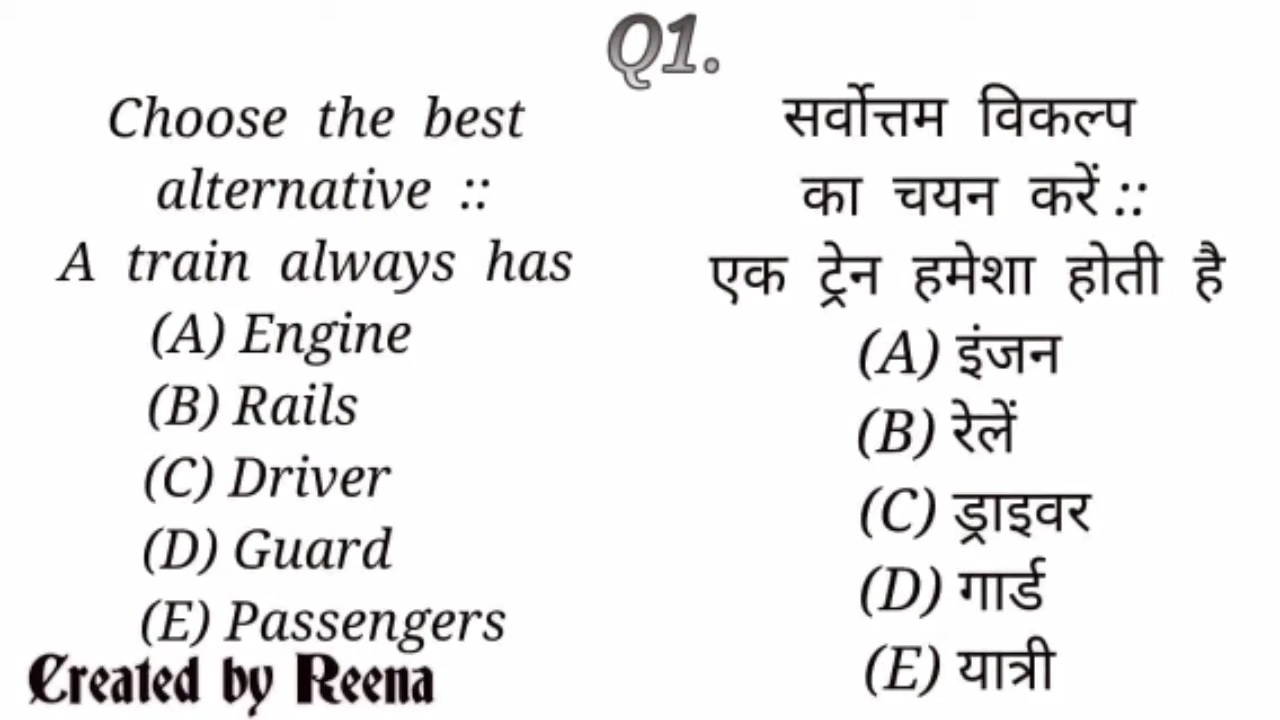 Q1.
Choose the best
alternative ::
A train always has
(A) Engine
(B) Rails
(C) Driver
(D) Guard
(E) Passengers
Created by Reena
सर्वोत्तम विकल्प
का चयन करें ::
एक ट्रेन हमेशा होती है
(A) इंजन
(B) रेलें
(C) ड्राइवर
(D) गार्ड
(E) यात्री